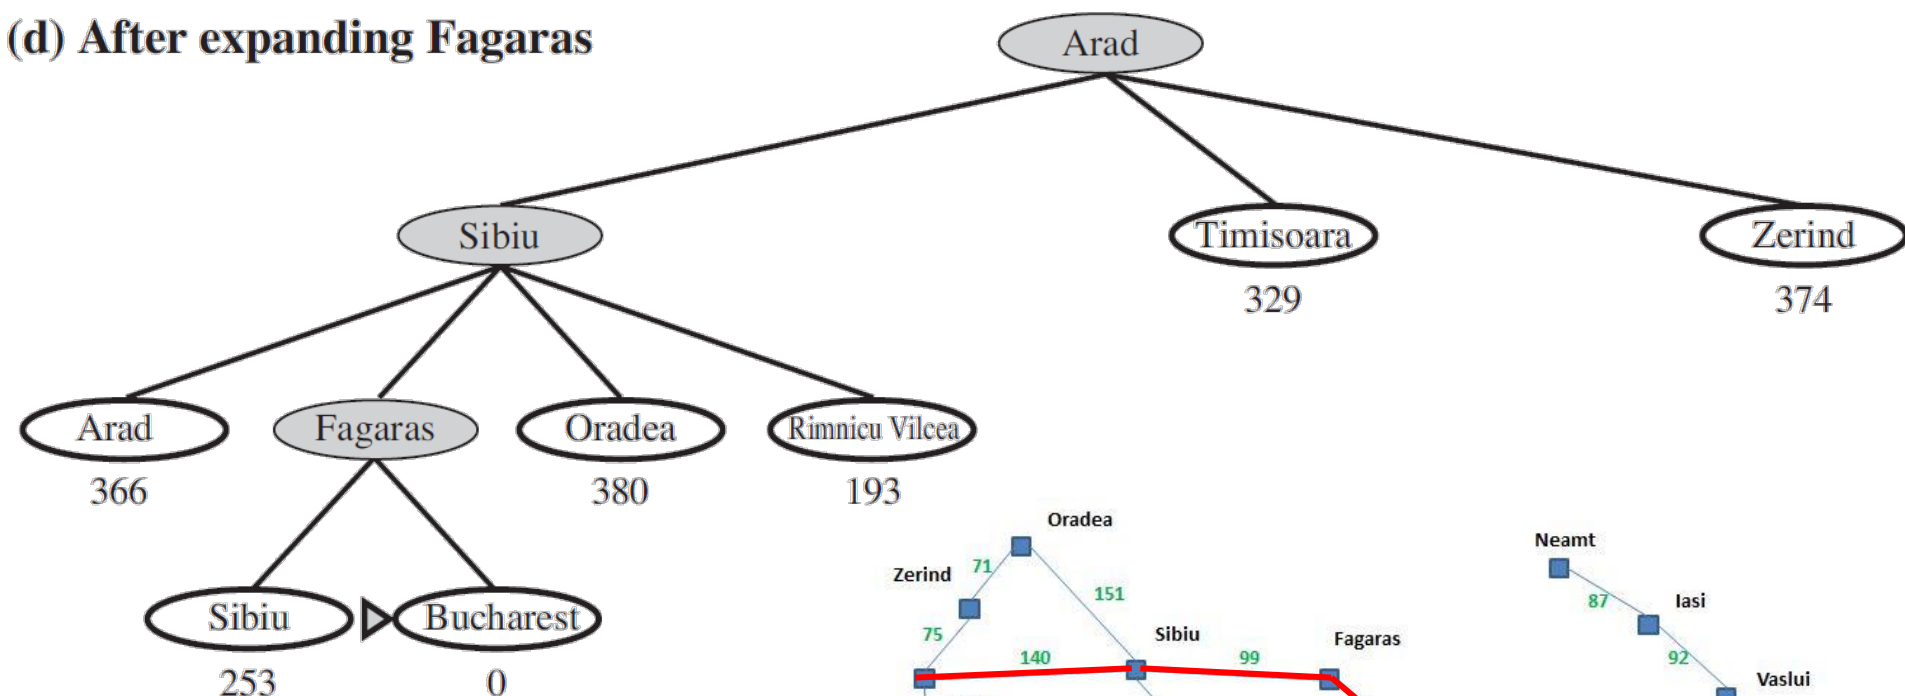 (d) After expanding Fagaras
Arad
Sibiu
Timisoara
Zerind
329
374
Arad
Fagaras
Oradea
Rimnicu Vilcea
366
380
193
Sibiu
Bucharest
253
0
Oradea
Neamt
Zerind
71
87
Iasi
151
75
Sibiu
Fagaras
140
99
92
Vaslui